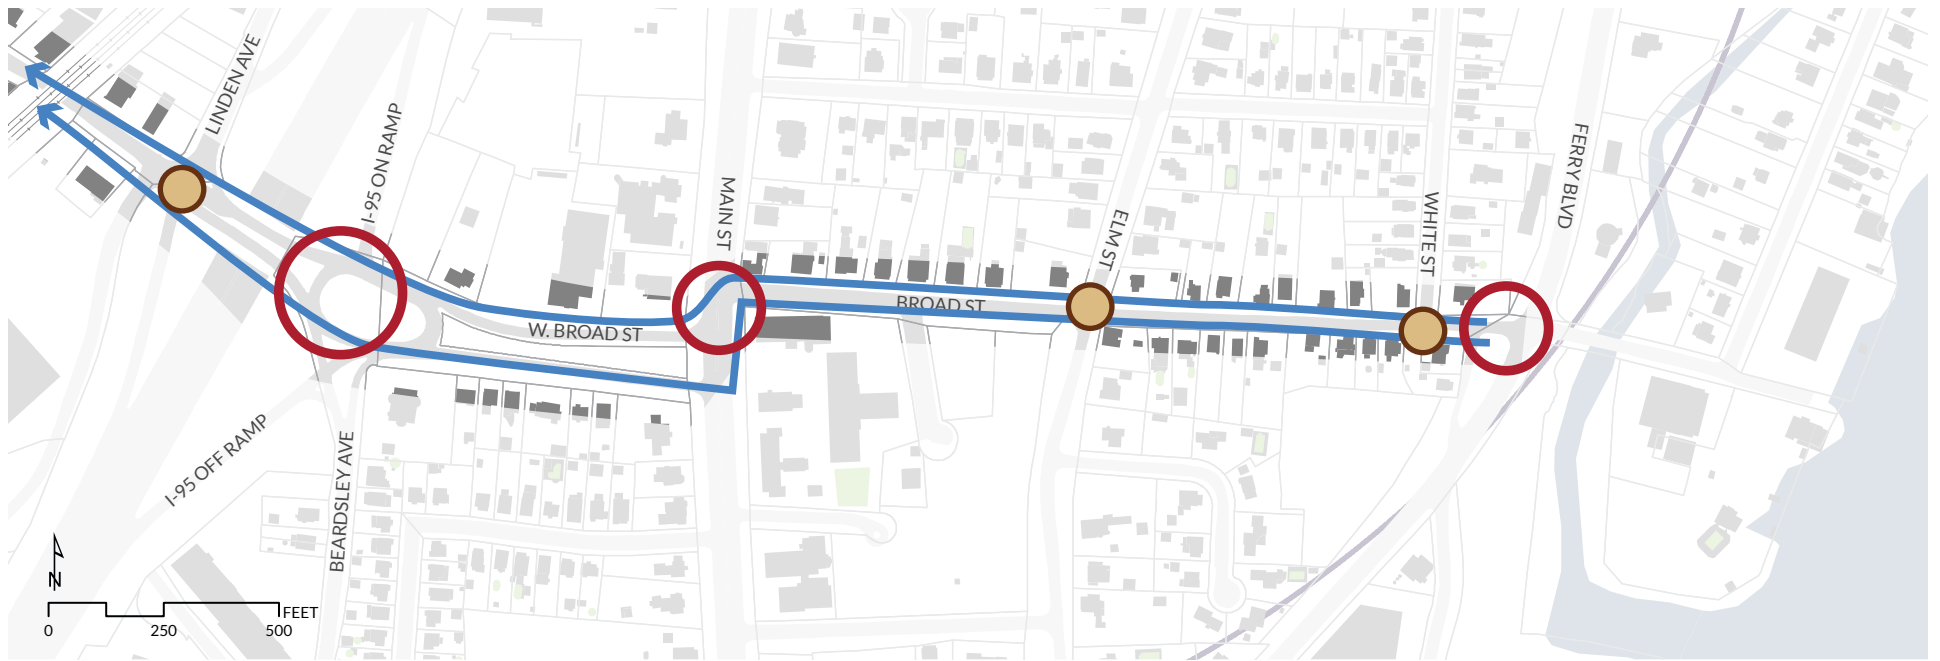 LINDEN AVE
I-95 ON RAMP
MAIN ST
ELM ST
WHITE ST
FERRY BLVD
BROAD ST
W. BROAD ST
I-95 OFF RAMP
BEARDSLEY AVE
N
FEET
0 250 500